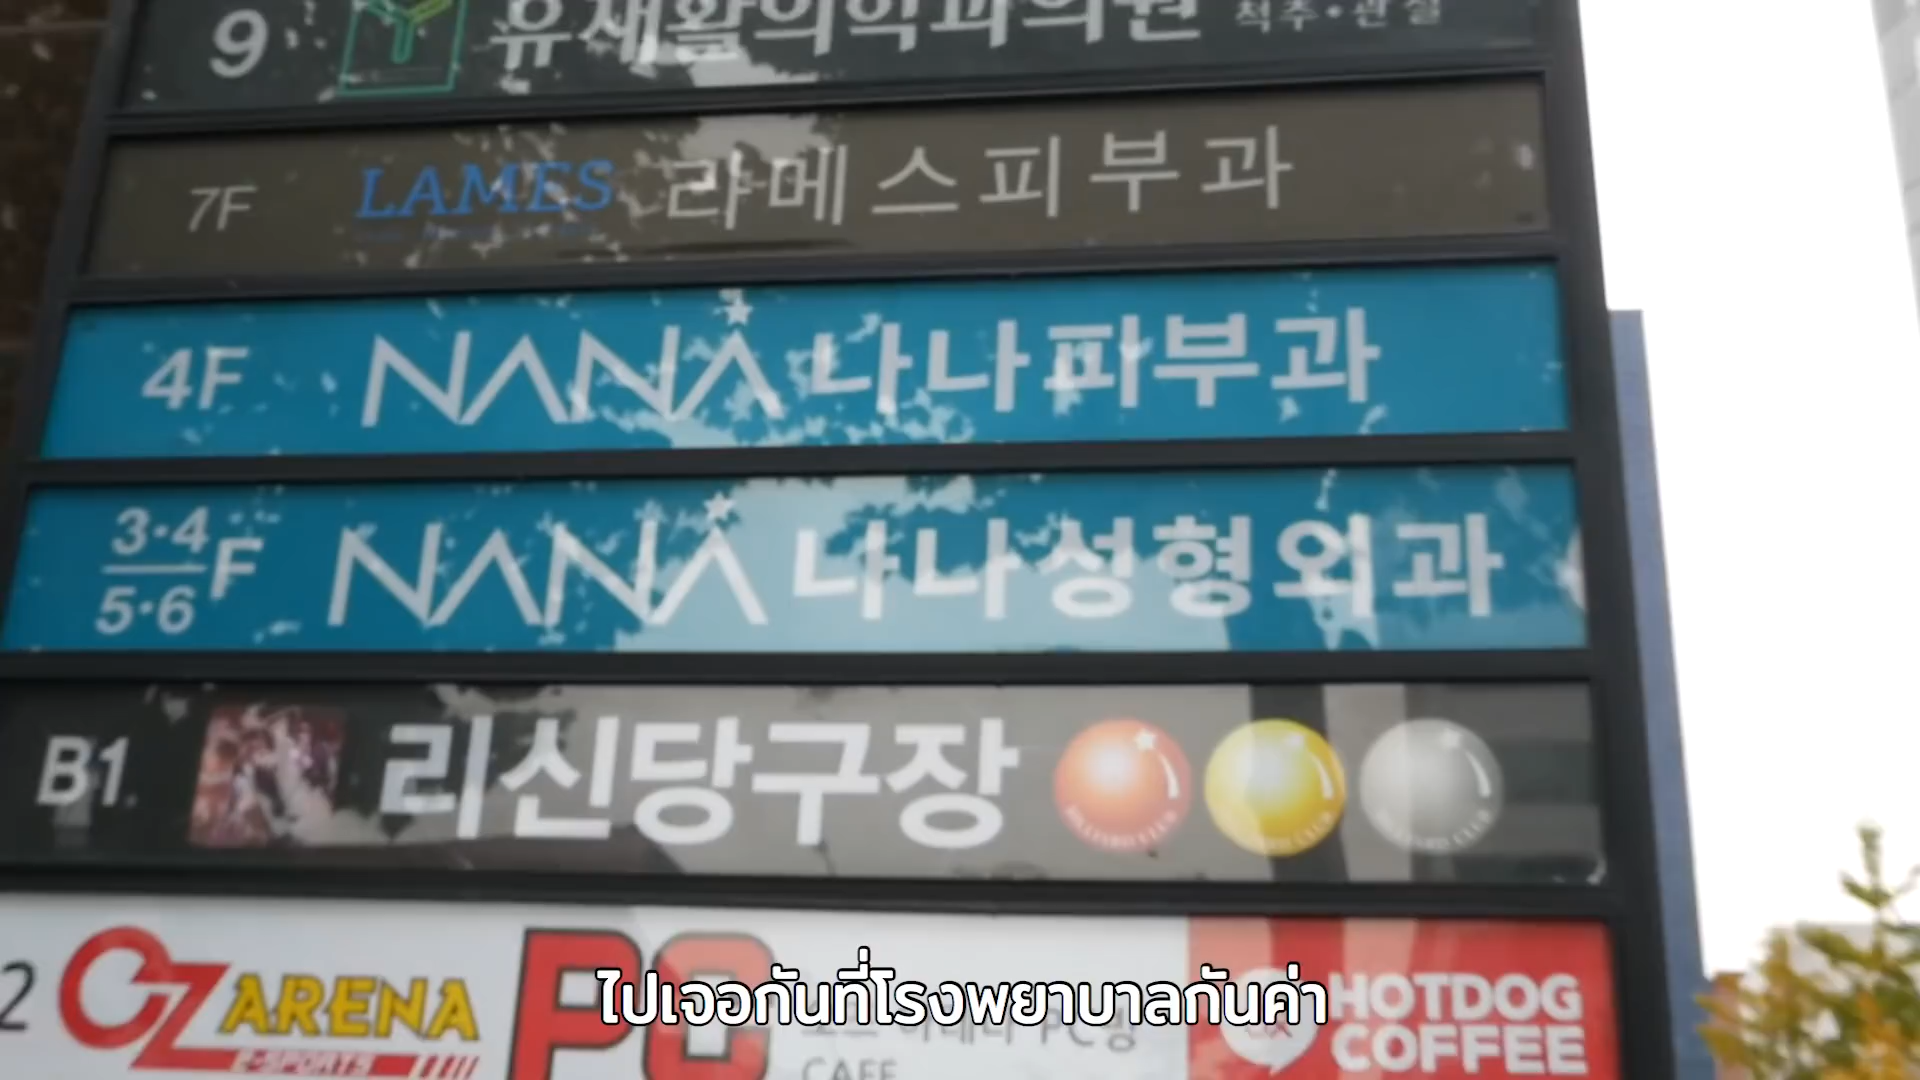 9 유재활의학과의원 척추·관절
7F LAMES 라메스피부과
4F NANA 나나피부과
3·4
5·6 F NANA 나나성형외과
B1 리신당구장
OZ ARENA
E-SPORTS
PC
CAFE
HOTDOG
COFFEE
ไปเจอกันที่โรงพยาบาลกันค่า